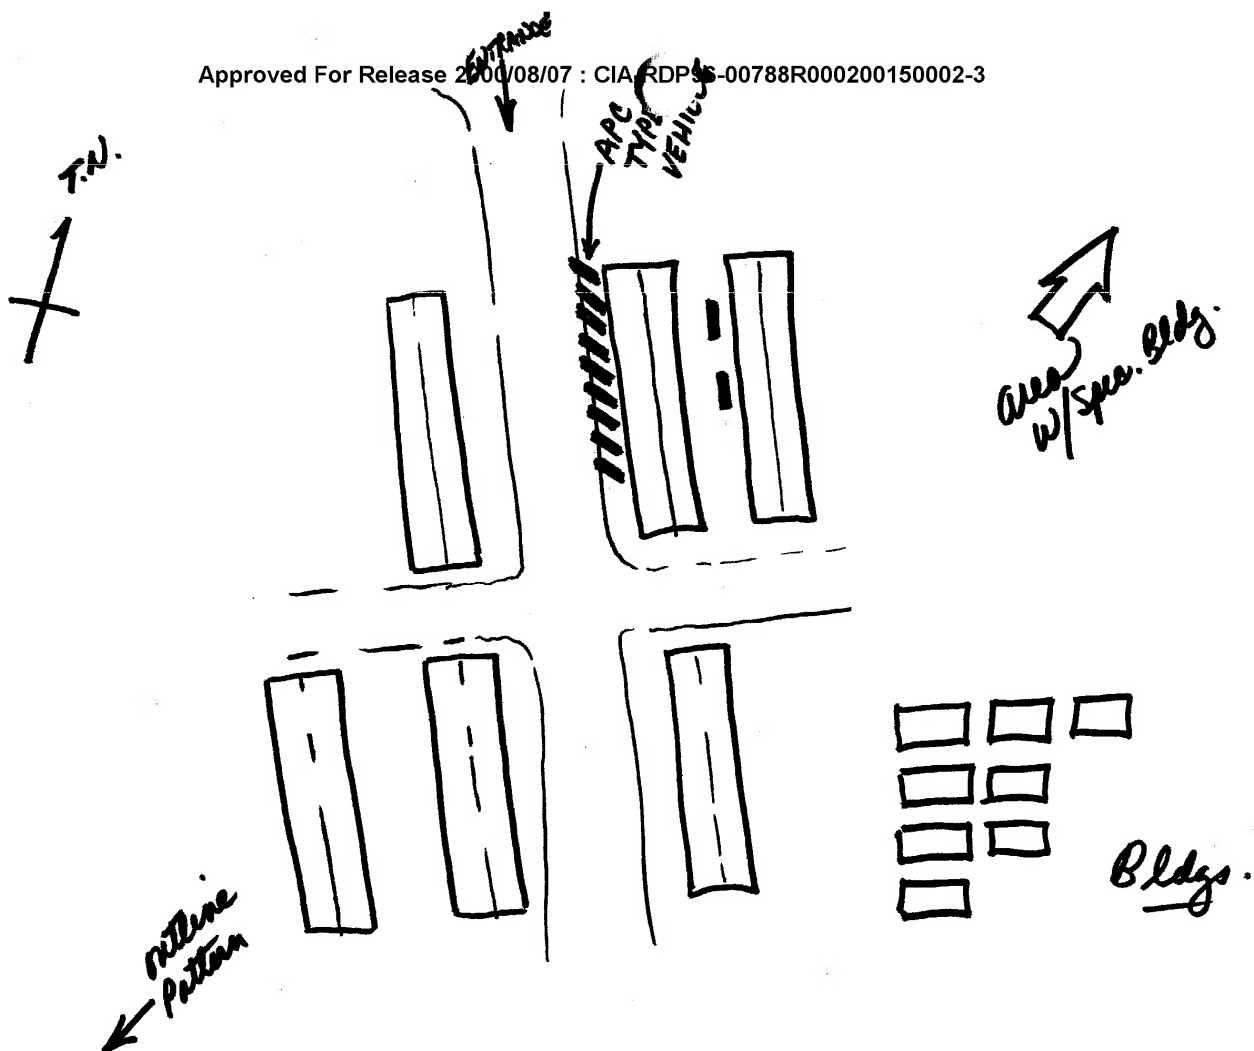 ENTRANCE
Approved For Release 2000/08/07 : CIA-RDP96-00788R000200150002-3
APC
TYPE
VEHICLES
T.N.
area
w/ Spec. Bldg.
Bldgs.
outline
Pattern